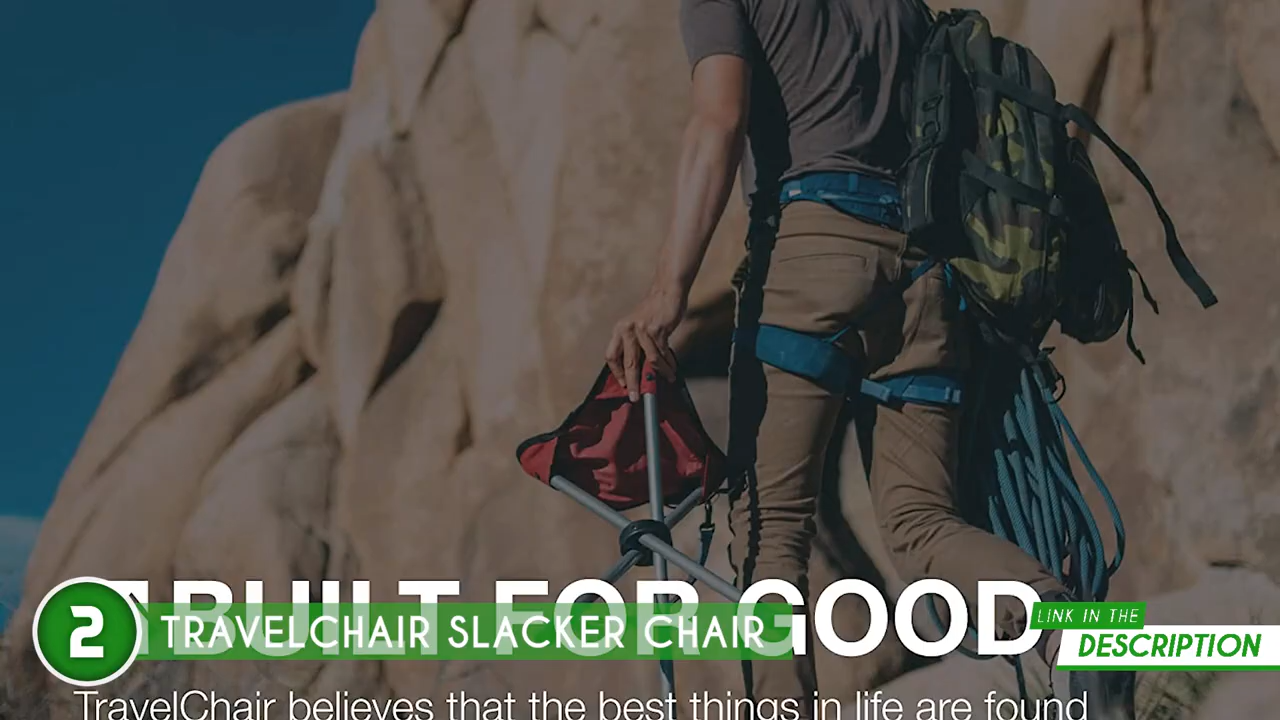 BUILT FOR GOOD
2 TRAVELCHAIR SLACKER CHAIR
LINK IN THE
DESCRIPTION
TravelChair believes that the best things in life are found